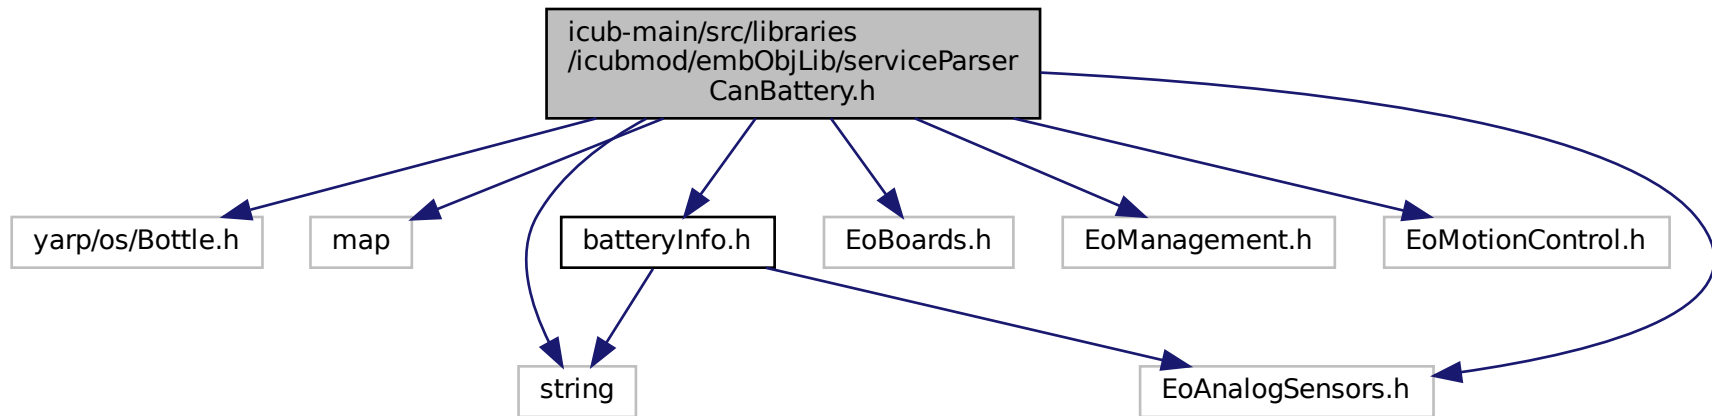 icub-main/src/libraries
/icubmod/embObjLib/serviceParser
CanBattery.h
yarp/os/Bottle.h
map
batteryInfo.h
EoBoards.h
EoManagement.h
EoMotionControl.h
string
EoAnalogSensors.h